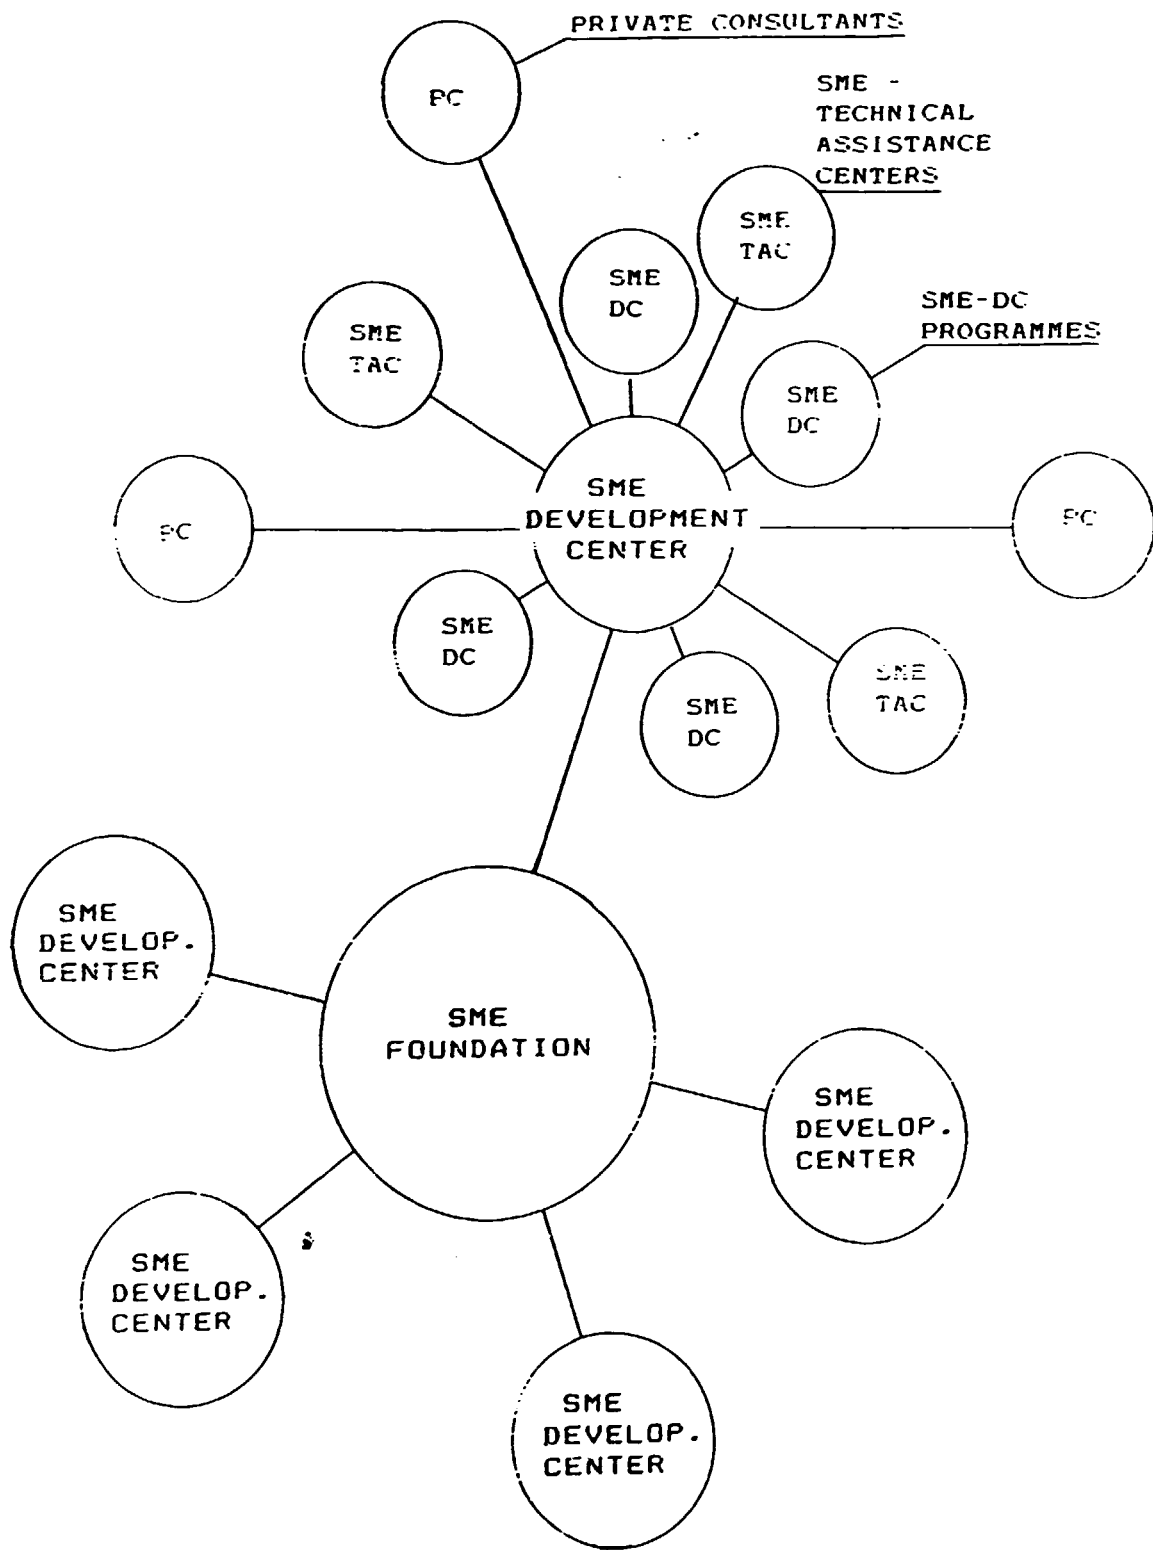 PRIVATE CONSULTANTS
PC
SME -
TECHNICAL
ASSISTANCE
CENTERS
SME
TAC
SME
DC
SME-DC
PROGRAMMES
SME
TAC
SME
DC
SME
DEVELOPMENT
CENTER
PC
PC
SME
DC
SME
TAC
SME
DC
SME
DEVELOP.
CENTER
SME
FOUNDATION
SME
DEVELOP.
CENTER
SME
DEVELOP.
CENTER
SME
DEVELOP.
CENTER